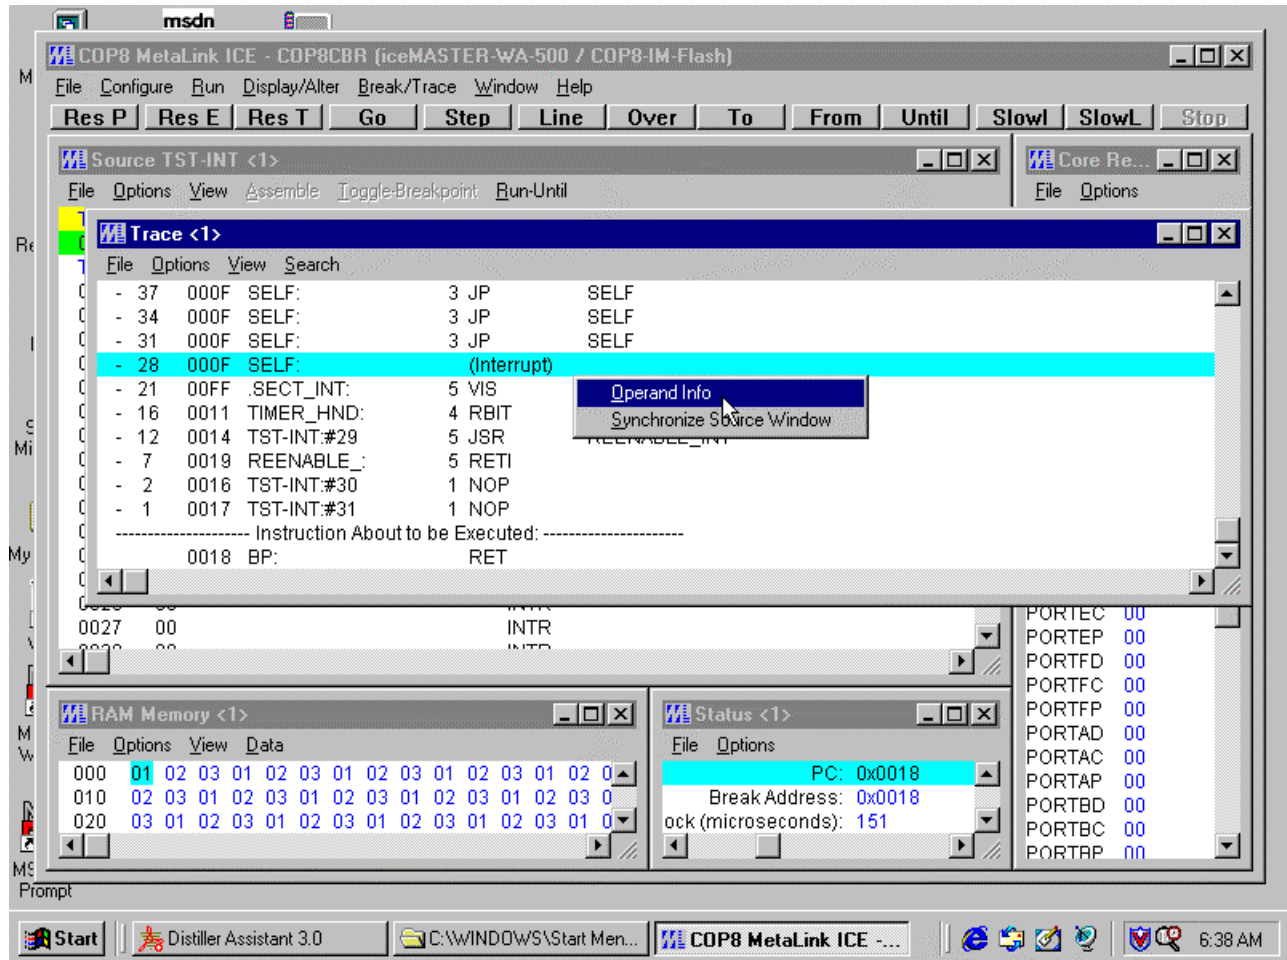 msdn
COP8 MetaLink ICE - COP8CBR (iceMASTER-WA-500 / COP8-IM-Flash)
File Configure Run Display/Alter Break/Trace Window Help
Res P Res E Res T Go Step Line Over To From Until SlowI SlowL Stop
Source TST-INT <1>
File Options View Assemble Toggle-Breakpoint Run-Until
Core Re...
File Options
Trace <1>
File Options View Search
- 37 000F SELF: 3 JP SELF
- 34 000F SELF: 3 JP SELF
- 31 000F SELF: 3 JP SELF
- 28 000F SELF: (Interrupt)
- 21 00FF .SECT_INT: 5 VIS
- 16 0011 TIMER_HND: 4 RBIT
- 12 0014 TST-INT:#29 5 JSR REENABLE_INT
- 7 0019 REENABLE_: 5 RETI
- 2 0016 TST-INT:#30 1 NOP
- 1 0017 TST-INT:#31 1 NOP
---------------------- Instruction About to be Executed: -----------------------
0018 BP: RET
Operand Info
Synchronize Source Window
0027 00 INTR
PORTEC 00
PORTEP 00
PORTFD 00
PORTFC 00
PORTFP 00
PORTAD 00
PORTAC 00
PORTAP 00
PORTBD 00
PORTBC 00
PORTBP 00
RAM Memory <1>
File Options View Data
000 01 02 03 01 02 03 01 02 03 01 02 03 01 02 0
010 02 03 01 02 03 01 02 03 01 02 03 01 02 03 0
020 03 01 02 03 01 02 03 01 02 03 01 02 03 01 0
Status <1>
File Options
PC: 0x0018
Break Address: 0x0018
ock (microseconds): 151
My
MS
Prompt
Start Distiller Assistant 3.0 C:\WINDOWS\Start Men... COP8 MetaLink ICE -... 6:38 AM